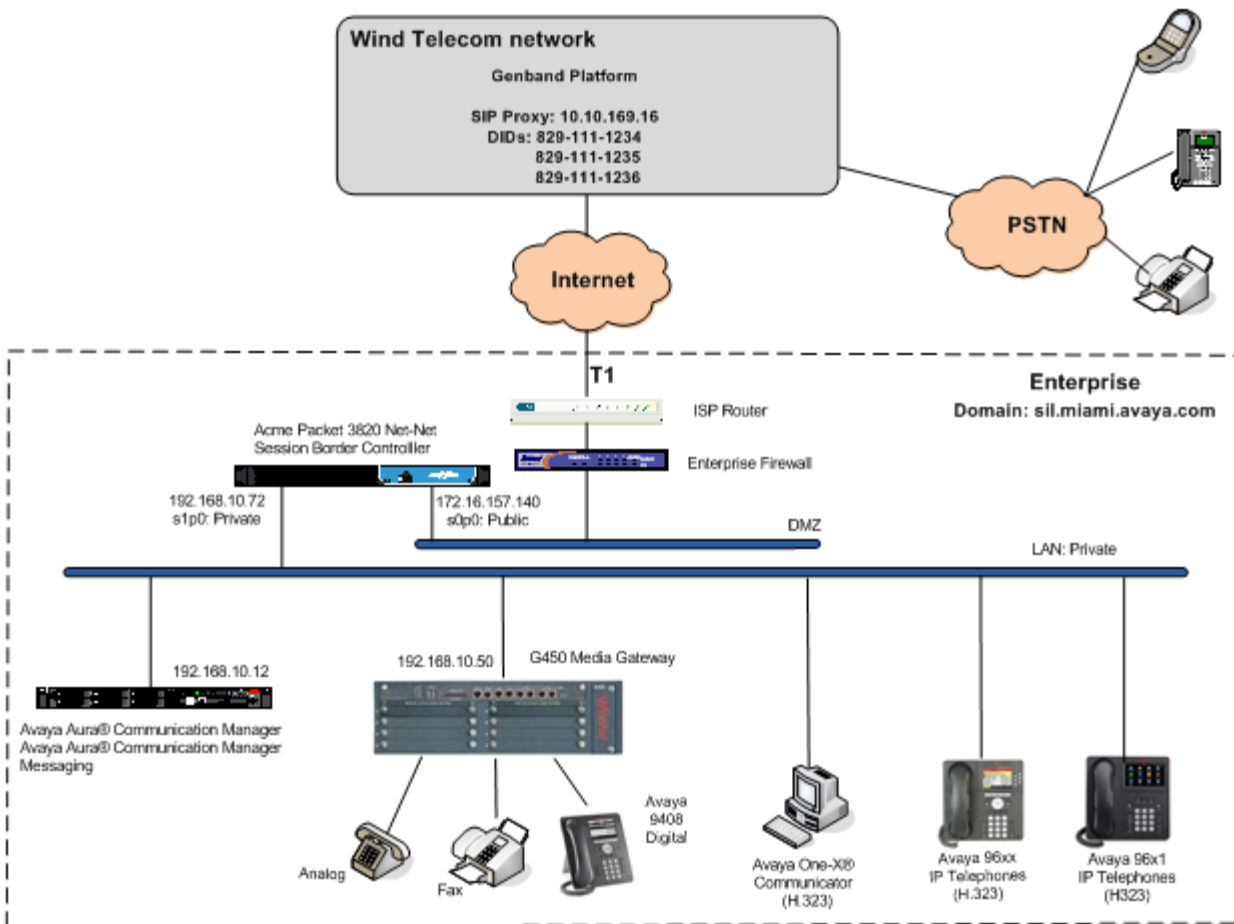 Wind Telecom network
Genband Platform
SIP Proxy: 10.10.169.16
DIDs: 829-111-1234
829-111-1235
829-111-1236
PSTN
Internet
T1
Enterprise
Domain: sil.miami.avaya.com
ISP Router
Acme Packet 3820 Net-Net
Session Border Controlller
Enterprise Firewall
192.168.10.72
s1p0: Private
172.16.157.140
s0p0: Public
DMZ
LAN: Private
192.168.10.12
192.168.10.50
G450 Media Gateway
Avaya Aura® Communication Manager
Avaya Aura® Communication Manager
Messaging
Analog
Fax
Avaya
9408
Digital
Avaya One-X®
Communicator
(H.323)
Avaya 96xx
IP Telephones
(H.323)
Avaya 96x1
IP Telephones
(H323)